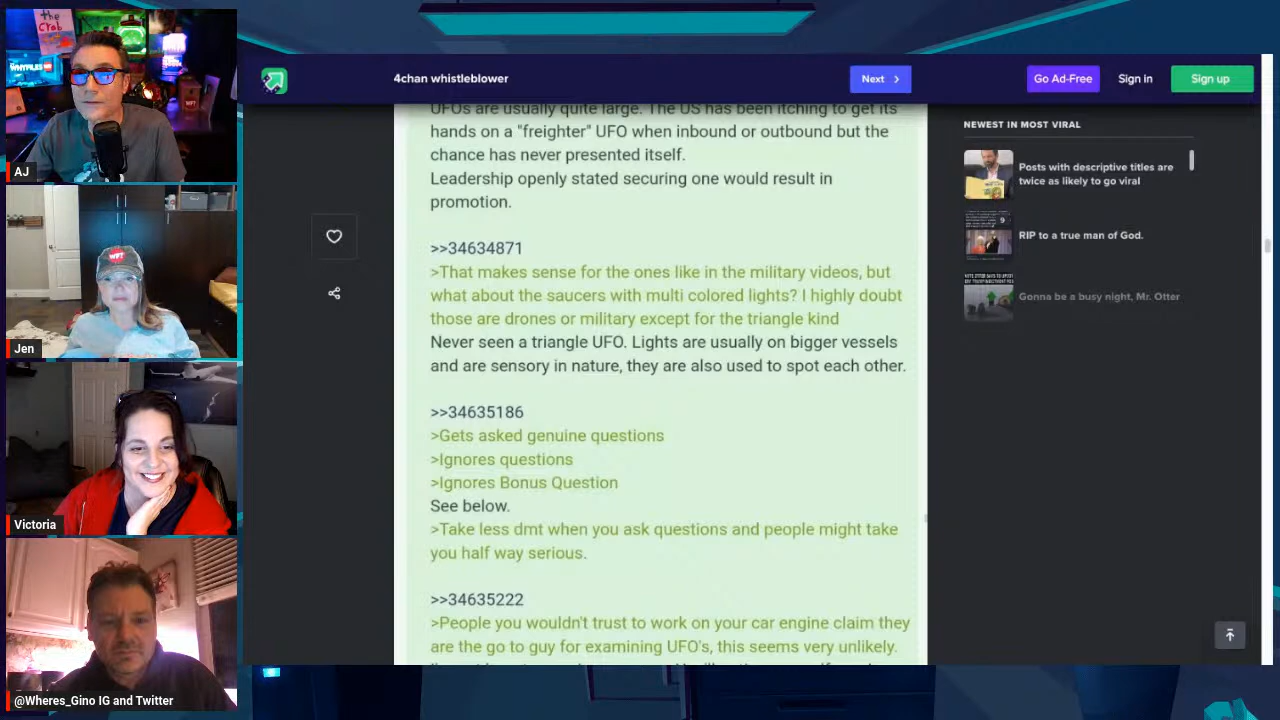 the Crab
WHYFILES
WFT
AJ
WFT
Jen
Victoria
@Wheres_Gino IG and Twitter
4chan whistleblower
Next
Go Ad-Free
Sign in
Sign up
UFOs are usually quite large. The US has been itching to get its
hands on a "freighter" UFO when inbound or outbound but the
chance has never presented itself.
Leadership openly stated securing one would result in
promotion.
>>34634871
>That makes sense for the ones like in the military videos, but
what about the saucers with multi colored lights? I highly doubt
those are drones or military except for the triangle kind
Never seen a triangle UFO. Lights are usually on bigger vessels
and are sensory in nature, they are also used to spot each other.
>>34635186
>Gets asked genuine questions
>Ignores questions
>Ignores Bonus Question
See below.
>Take less dmt when you ask questions and people might take
you half way serious.
>>34635222
>People you wouldn't trust to work on your car engine claim they
are the go to guy for examining UFO's, this seems very unlikely.
NEWEST IN MOST VIRAL
Posts with descriptive titles are
twice as likely to go viral
RIP to a true man of God.
Gonna be a busy night, Mr. Otter